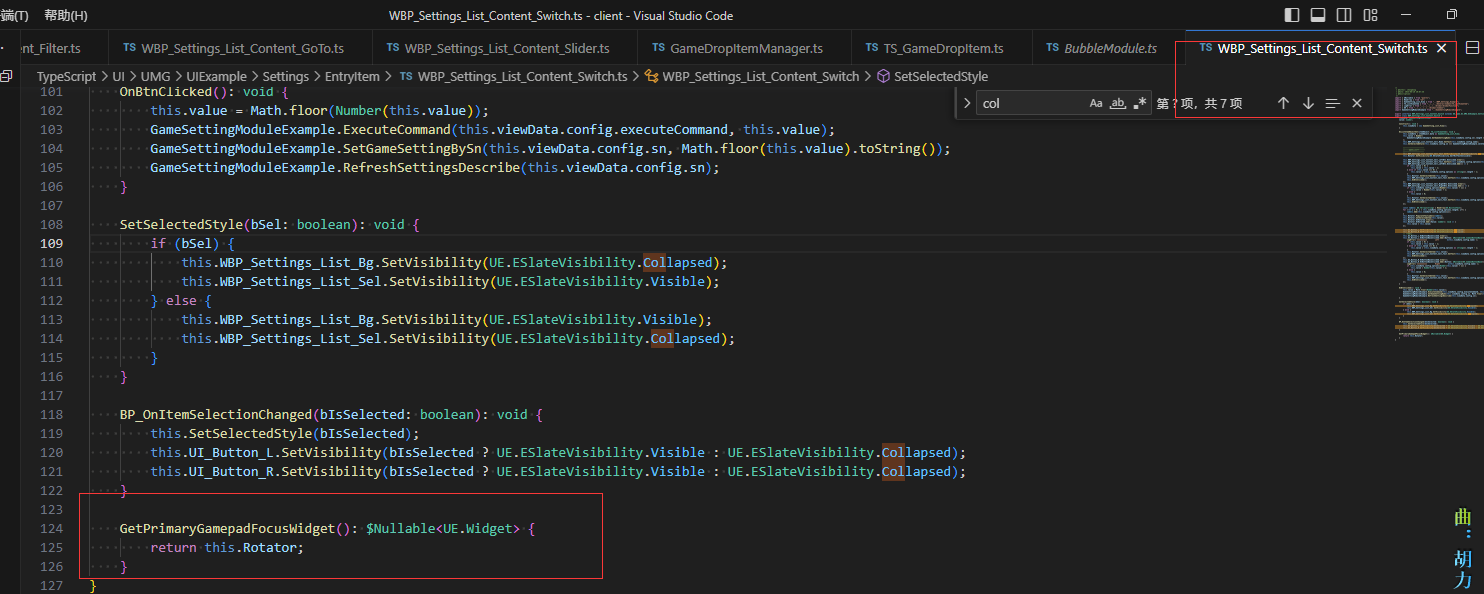 端(T) 帮助(H) WBP_Settings_List_Content_Switch.ts - client - Visual Studio Code
nt_Filter.ts TS WBP_Settings_List_Content_GoTo.ts TS WBP_Settings_List_Content_Slider.ts TS GameDropItemManager.ts TS TS_GameDropItem.ts TS BubbleModule.ts TS WBP_Settings_List_Content_Switch.ts
TypeScript > UI > UMG > UIExample > Settings > EntryItem > TS WBP_Settings_List_Content_Switch.ts > WBP_Settings_List_Content_Switch > SetSelectedStyle
col Aa ab .* 第 ? 项, 共 7 项
101 OnBtnClicked(): void {
102 this.value = Math.floor(Number(this.value));
103 GameSettingModuleExample.ExecuteCommand(this.viewData.config.executeCommand, this.value);
104 GameSettingModuleExample.SetGameSettingBySn(this.viewData.config.sn, Math.floor(this.value).toString());
105 GameSettingModuleExample.RefreshSettingsDescribe(this.viewData.config.sn);
106 }
107
108 SetSelectedStyle(bSel: boolean): void {
109 if (bSel) {
110 this.WBP_Settings_List_Bg.SetVisibility(UE.ESlateVisibility.Collapsed);
111 this.WBP_Settings_List_Sel.SetVisibility(UE.ESlateVisibility.Visible);
112 } else {
113 this.WBP_Settings_List_Bg.SetVisibility(UE.ESlateVisibility.Visible);
114 this.WBP_Settings_List_Sel.SetVisibility(UE.ESlateVisibility.Collapsed);
115 }
116 }
117
118 BP_OnItemSelectionChanged(bIsSelected: boolean): void {
119 this.SetSelectedStyle(bIsSelected);
120 this.UI_Button_L.SetVisibility(bIsSelected ? UE.ESlateVisibility.Visible : UE.ESlateVisibility.Collapsed);
121 this.UI_Button_R.SetVisibility(bIsSelected ? UE.ESlateVisibility.Visible : UE.ESlateVisibility.Collapsed);
122 }
123
124 GetPrimaryGamepadFocusWidget(): $Nullable<UE.Widget> {
125 return this.Rotator;
126 }
127 }
曲：胡力